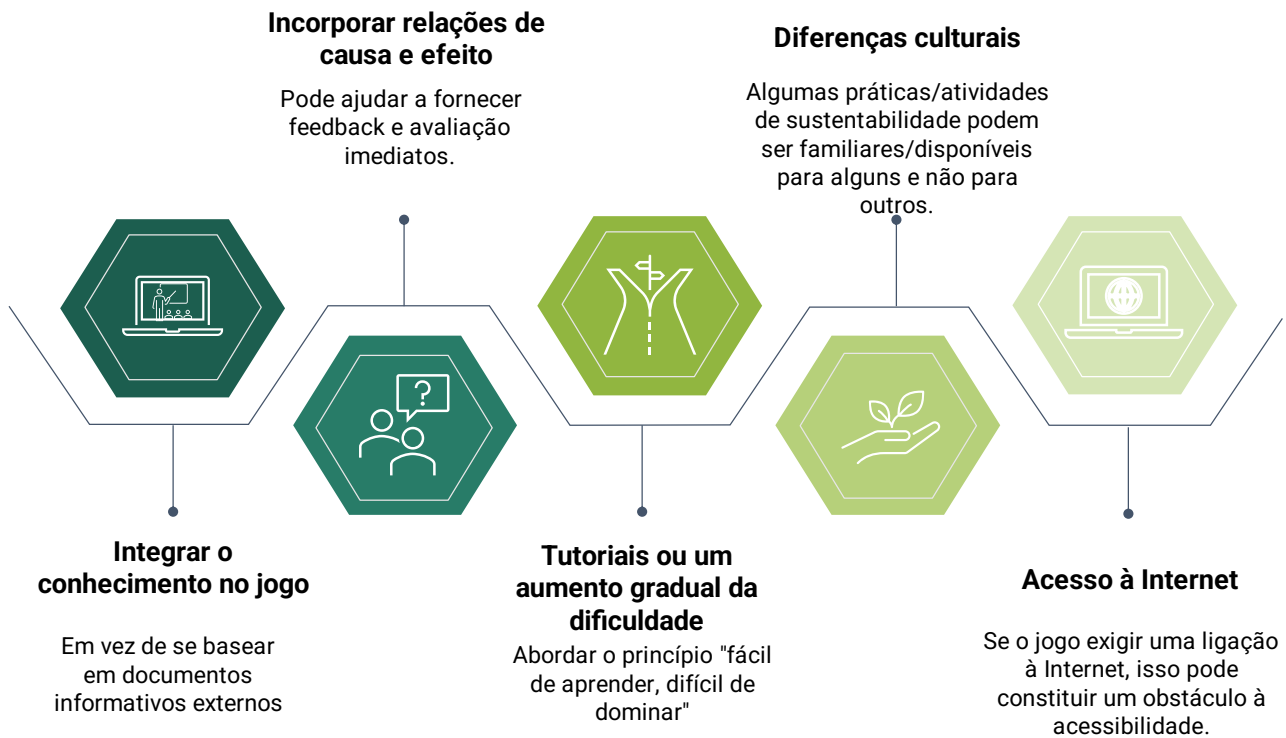 Incorporar relações de
causa e efeito
Pode ajudar a fornecer
feedback e avaliação
imediatos.
Diferenças culturais
Algumas práticas/atividades
de sustentabilidade podem
ser familiares/disponíveis
para alguns e não para
outros.
?
Integrar o
conhecimento no jogo
Em vez de se basear
em documentos
informativos externos
Tutoriais ou um
aumento gradual da
dificuldade
Abordar o princípio "fácil
de aprender, difícil de
dominar"
Acesso à Internet
Se o jogo exigir uma ligação
à Internet, isso pode
constituir um obstáculo à
acessibilidade.